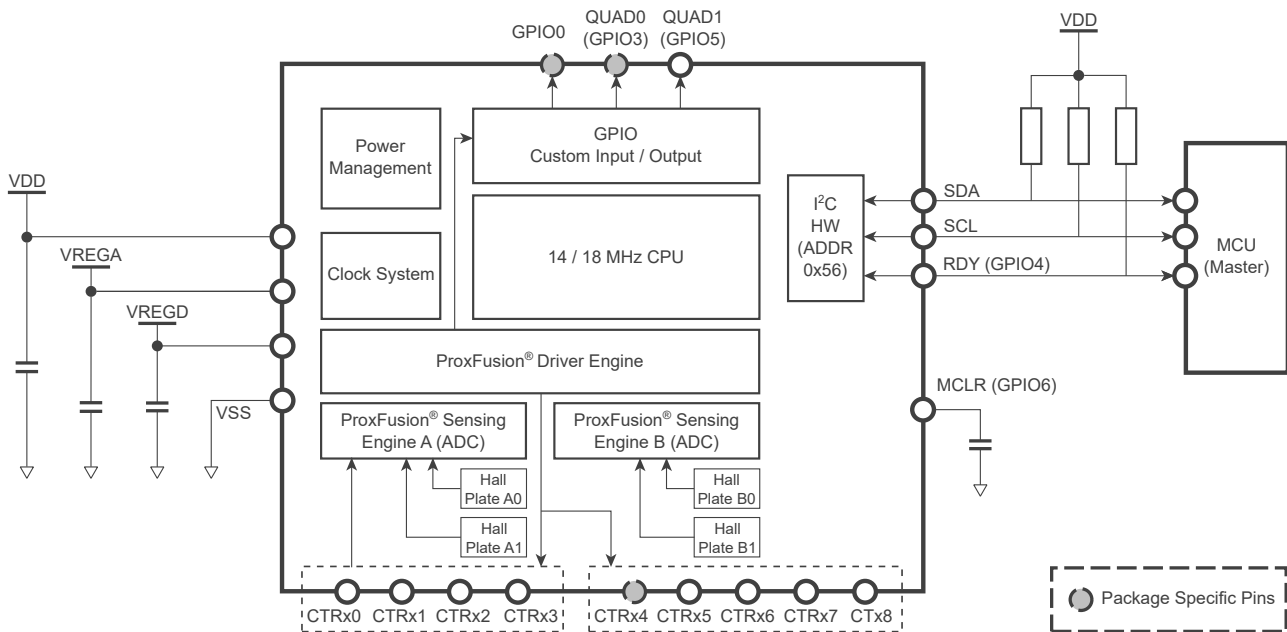 GPIO0
QUAD0
(GPIO3)
QUAD1
(GPIO5)
VDD
Power
Management
GPIO
Custom Input / Output
VDD
VREGA
VREGD
VSS
Clock System
14 / 18 MHz CPU
I²C
HW
(ADDR
0x56)
SDA
SCL
RDY (GPIO4)
MCU
(Master)
ProxFusion® Driver Engine
MCLR (GPIO6)
ProxFusion® Sensing
Engine A (ADC)
ProxFusion® Sensing
Engine B (ADC)
Hall
Plate A0
Hall
Plate A1
Hall
Plate B0
Hall
Plate B1
CTRx0
CTRx1
CTRx2
CTRx3
CTRx4
CTRx5
CTRx6
CTRx7
CTx8
Package Specific Pins